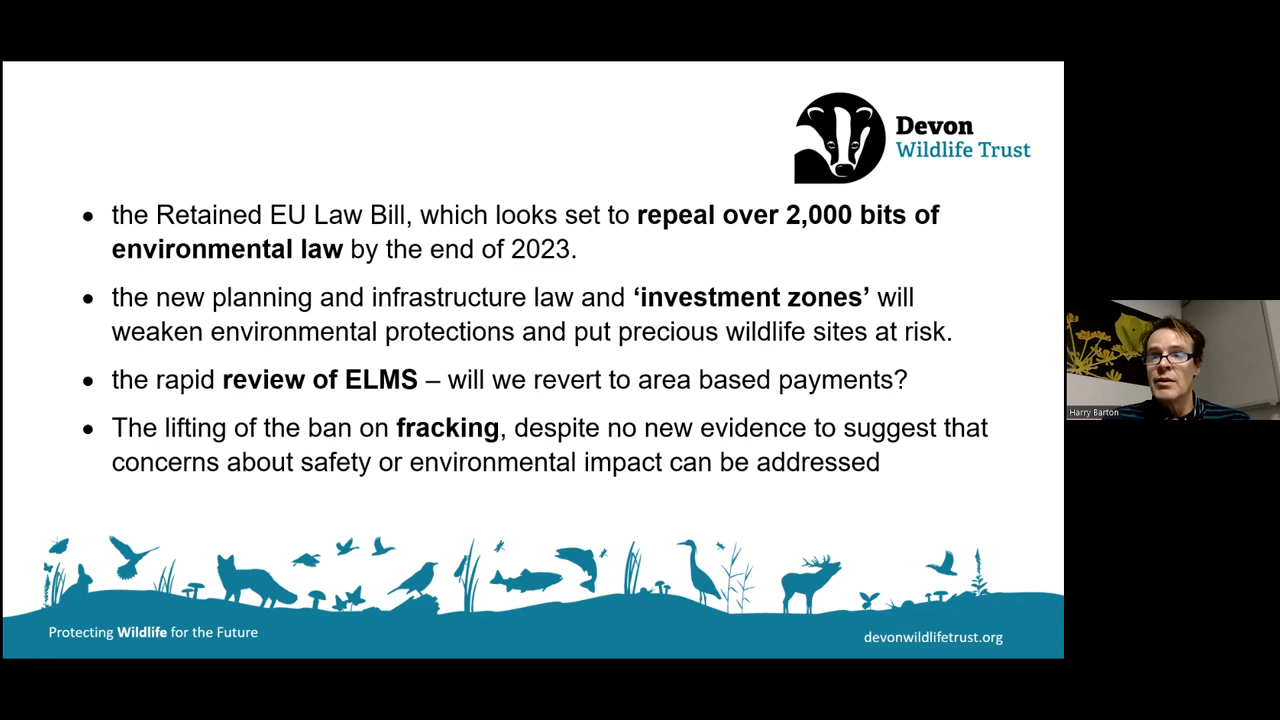 Devon
Wildlife Trust
• the Retained EU Law Bill, which looks set to repeal over 2,000 bits of
environmental law by the end of 2023.
• the new planning and infrastructure law and ‘investment zones’ will
weaken environmental protections and put precious wildlife sites at risk.
• the rapid review of ELMS – will we revert to area based payments?
• The lifting of the ban on fracking, despite no new evidence to suggest that
concerns about safety or environmental impact can be addressed
Harry Barton
Protecting Wildlife for the Future
devonwildlifetrust.org